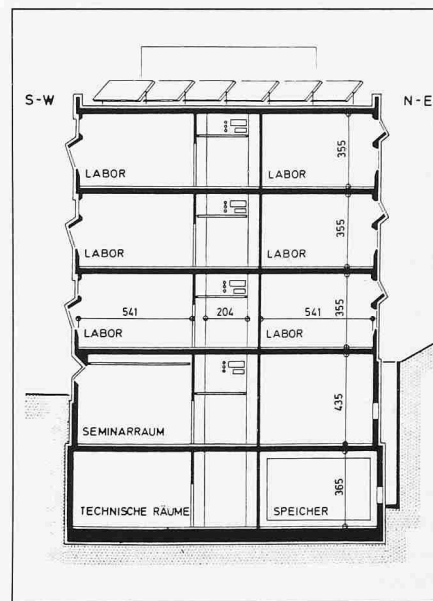 S-W
N-E
LABOR
LABOR
355
LABOR
LABOR
355
541
204
541
355
LABOR
LABOR
435
SEMINARRAUM
365
TECHNISCHE RÄUME
SPEICHER